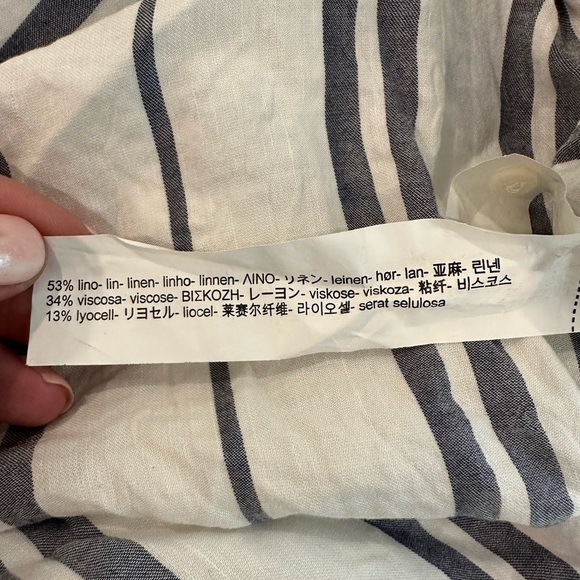 53% lino- lin- linen- linho- linnen- ΛΙΝΟ- リネン- leinen- hør- lan- 亚麻- 린넨
34% viscosa- viscose- ΒΙΣΚΟΖΗ- レーヨン- viskose- viskoza- 粘纤- 비스코스
13% lyocell- リヨセル- liocel- 莱赛尔纤维- 라이오셀- serat selulosa